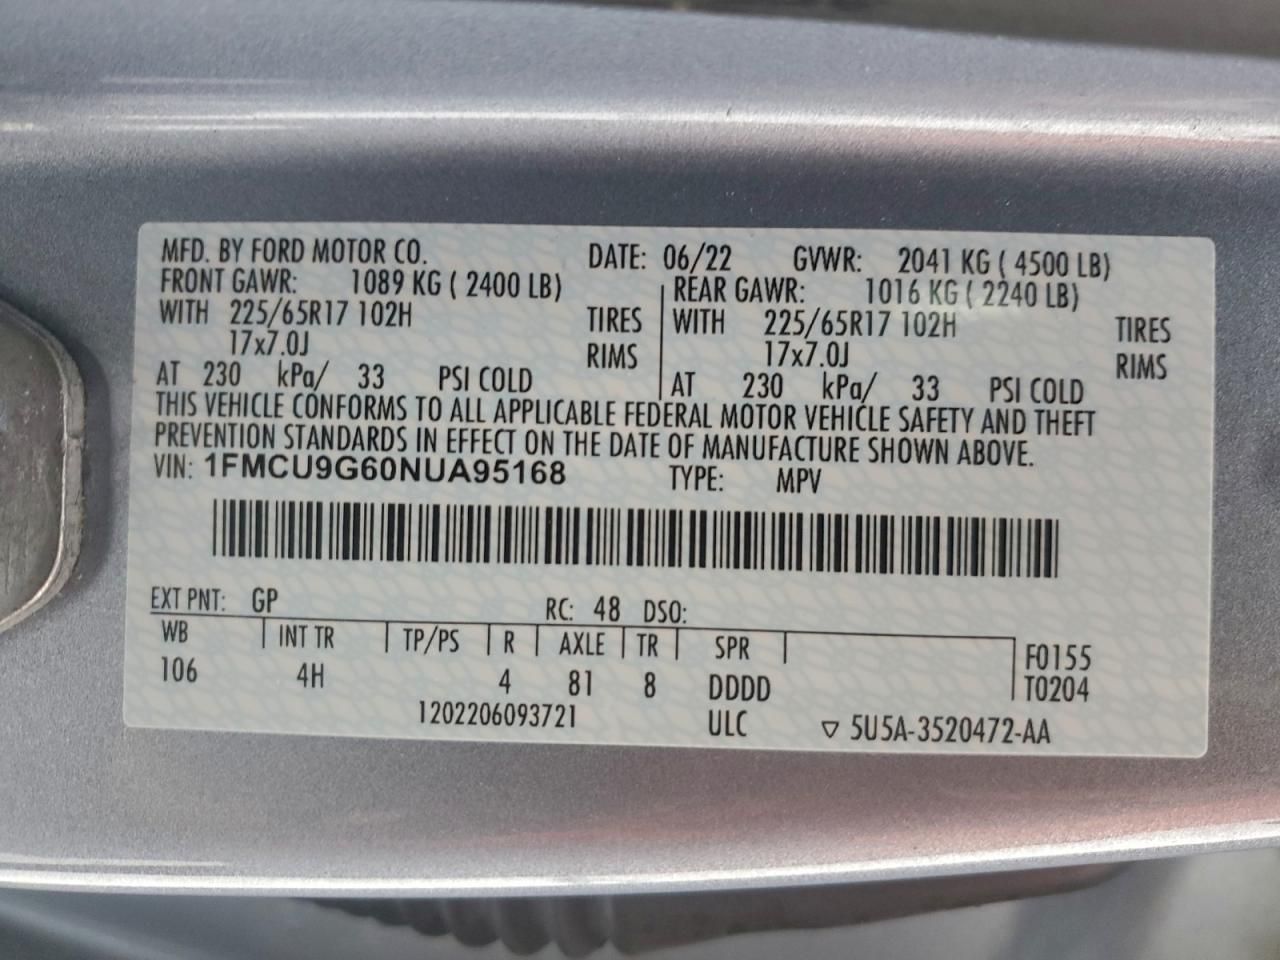 MFD. BY FORD MOTOR CO. DATE: 06/22 GVWR: 2041 KG ( 4500 LB)
FRONT GAWR: 1089 KG ( 2400 LB) REAR GAWR: 1016 KG ( 2240 LB)
WITH 225/65R17 102H TIRES WITH 225/65R17 102H TIRES
17x7.0J RIMS 17x7.0J RIMS
AT 230 kPa/ 33 PSI COLD AT 230 kPa/ 33 PSI COLD
THIS VEHICLE CONFORMS TO ALL APPLICABLE FEDERAL MOTOR VEHICLE SAFETY AND THEFT
PREVENTION STANDARDS IN EFFECT ON THE DATE OF MANUFACTURE SHOWN ABOVE.
VIN: 1FMCU9G60NUA95168 TYPE: MPV
EXT PNT: GP RC: 48 DSO:
WB INT TR TP/PS R AXLE TR SPR F0155
106 4H 4 81 8 DDDD T0204
1202206093721 ULC ▽ 5U5A-3520472-AA